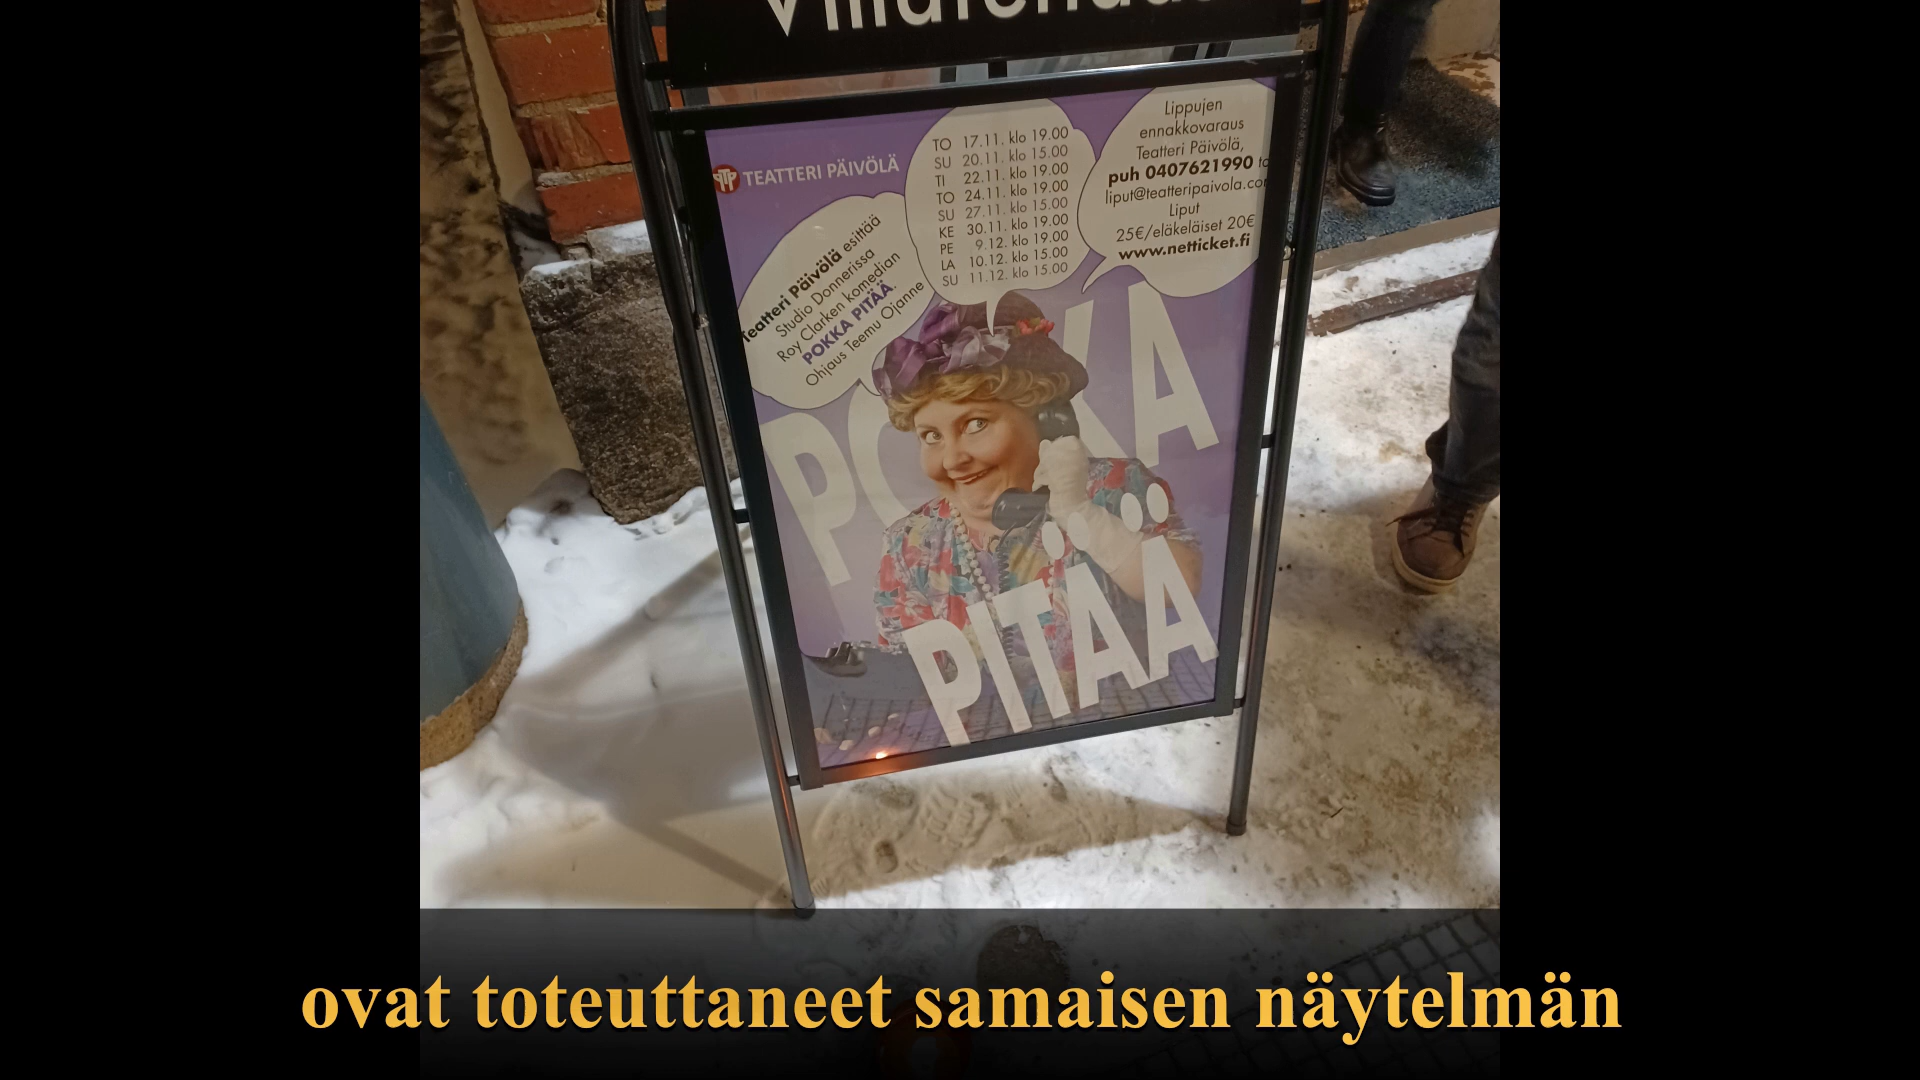 TEATTERI PÄIVÖLÄ
Teatteri Päivölä esittää
Studio Donnerissa
Roy Clarken komedian
POKKA PITÄÄ.
Ohjaus Teemu Ojanne
TO 17.11. klo 19.00
SU 20.11. klo 15.00
TI 22.11. klo 19.00
TO 24.11. klo 19.00
SU 27.11. klo 15.00
KE 30.11. klo 19.00
PE 9.12. klo 19.00
LA 10.12. klo 15.00
SU 11.12. klo 15.00
Lippujen
ennakkovaraus
Teatteri Päivölä,
puh 0407621990
liput@teatteripaivola.com
Liput
25€/eläkeläiset 20€
www.netticket.fi
POKKA
PITÄÄ
ovat toteuttaneet samaisen näytelmän